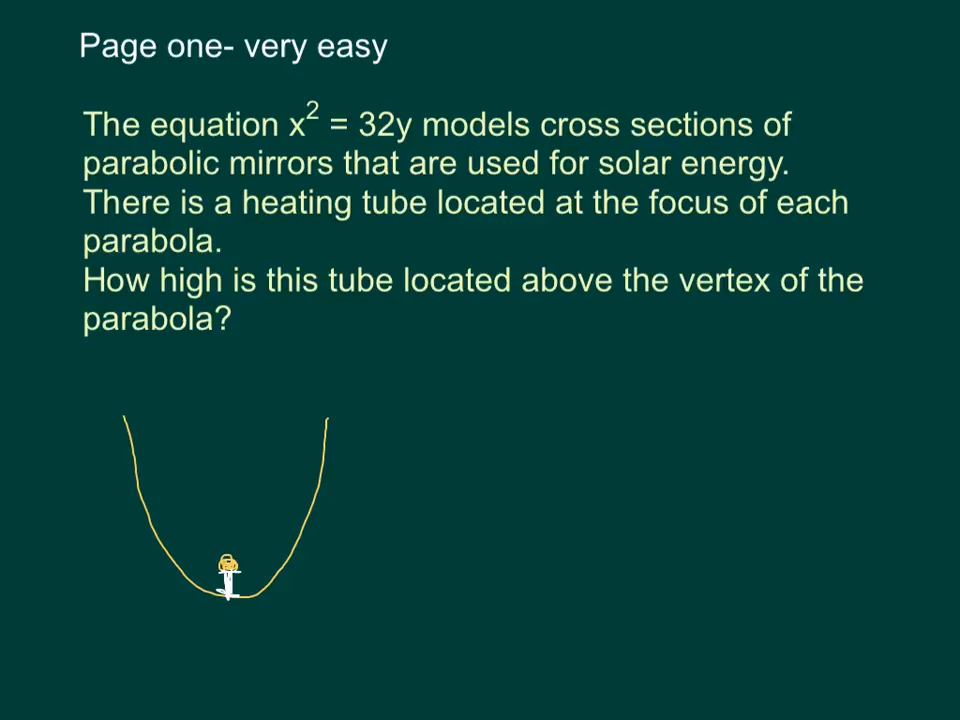 Page one- very easy
The equation x² = 32y models cross sections of
parabolic mirrors that are used for solar energy.
There is a heating tube located at the focus of each
parabola.
How high is this tube located above the vertex of the
parabola?